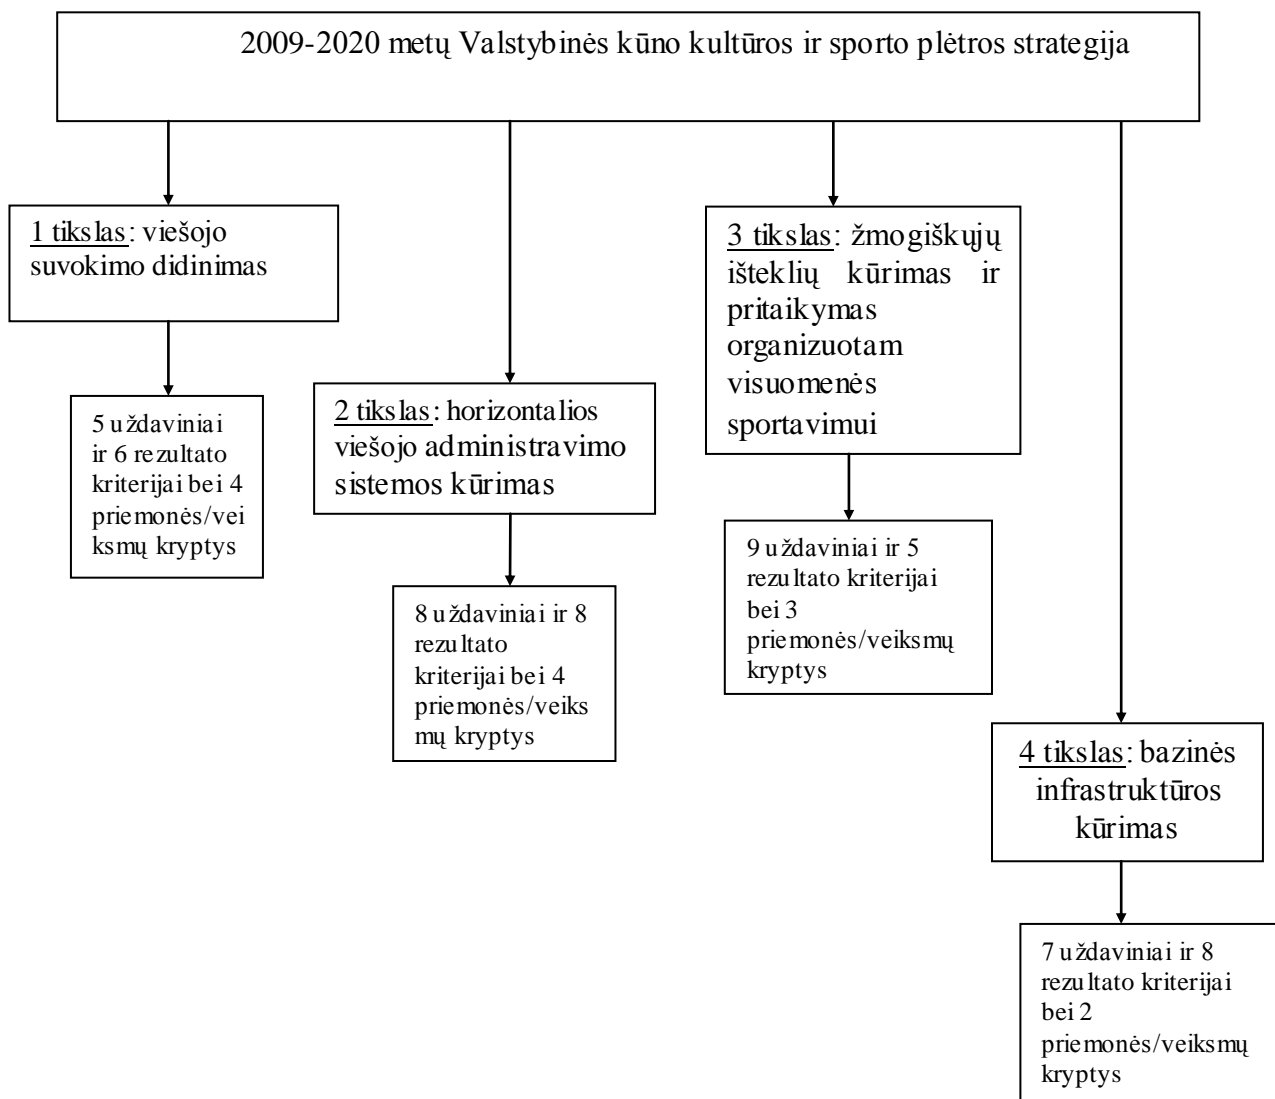 2009-2020 metų Valstybinės kūno kultūros ir sporto plėtros strategija
1 tikslas: viešojo
suvokimo didinimas
5 uždaviniai
ir 6 rezultato
kriterijai bei 4
priemonės/vei
ksmų kryptys
2 tikslas: horizontalios
viešojo administravimo
sistemos kūrimas
8 uždaviniai ir 8
rezultato
kriterijai bei 4
priemonės/veiks
mų kryptys
3 tikslas: žmogiškųjų
išteklių kūrimas ir
pritaikymas
organizuotam
visuomenės
sportavimui
9 uždaviniai ir 5
rezultato kriterijai
bei 3
priemonės/veiksmų
kryptys
4 tikslas: bazinės
infrastruktūros
kūrimas
7 uždaviniai ir 8
rezultato kriterijai
bei 2
priemonės/veiksmų
kryptys